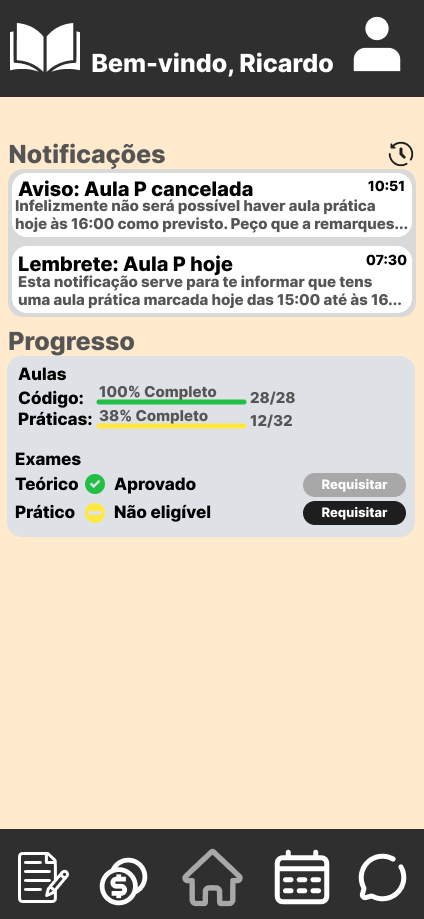 Bem-vindo, Ricardo
Notificações
Aviso: Aula P cancelada 10:51
Infelizmente não será possível haver aula prática
hoje às 16:00 como previsto. Peço que a remarques...
Lembrete: Aula P hoje 07:30
Esta notificação serve para te informar que tens
uma aula prática marcada hoje das 15:00 até às 16...
Progresso
Aulas
Código: 100% Completo 28/28
Práticas: 38% Completo 12/32
Exames
Teórico Aprovado Requisitar
Prático Não eligível Requisitar